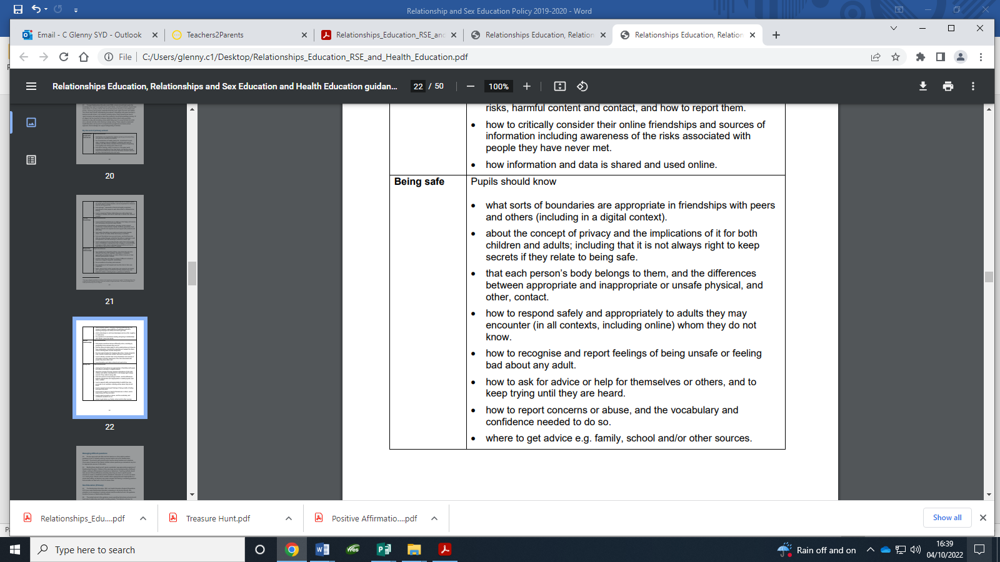 Relationship and Sex Education Policy 2019-2020 - Word
Email - C Glenny SYD - Outlook
Teachers2Parents
Relationships_Education_RSE_and
Relationships Education, Relation
Relationships Education, Relation
File
C:/Users/glenny.c1/Desktop/Relationships_Education_RSE_and_Health_Education.pdf
Relationships Education, Relationships and Sex Education and Health Education guidan...
22 / 50
100%
20
21
22
risks, harmful content and contact, and how to report them.
• how to critically consider their online friendships and sources of
information including awareness of the risks associated with
people they have never met.
• how information and data is shared and used online.
Being safe
Pupils should know
• what sorts of boundaries are appropriate in friendships with peers
and others (including in a digital context).
• about the concept of privacy and the implications of it for both
children and adults; including that it is not always right to keep
secrets if they relate to being safe.
• that each person’s body belongs to them, and the differences
between appropriate and inappropriate or unsafe physical, and
other, contact.
• how to respond safely and appropriately to adults they may
encounter (in all contexts, including online) whom they do not
know.
• how to recognise and report feelings of being unsafe or feeling
bad about any adult.
• how to ask for advice or help for themselves or others, and to
keep trying until they are heard.
• how to report concerns or abuse, and the vocabulary and
confidence needed to do so.
• where to get advice e.g. family, school and/or other sources.
Relationships_Edu....pdf
Treasure Hunt.pdf
Positive Affirmatio....pdf
Show all
Type here to search
Rain off and on
16:39
04/10/2022